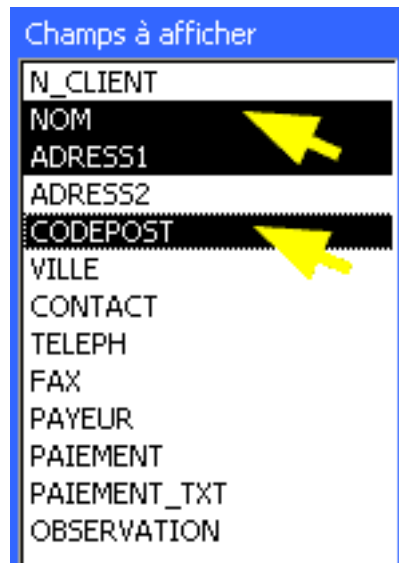 Champs à afficher
N_CLIENT
NOM
ADRESS1
ADRESS2
CODEPOST
VILLE
CONTACT
TELEPH
FAX
PAYEUR
PAIEMENT
PAIEMENT_TXT
OBSERVATION